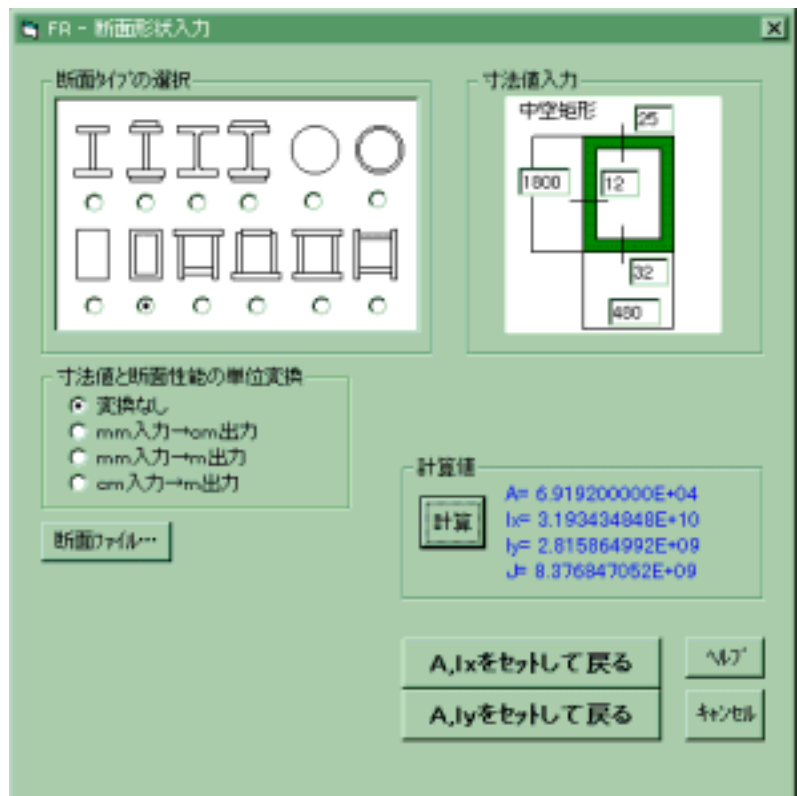 FR - 断面形状入力
断面ﾀｲﾌﾟの選択
寸法値入力
中空矩形
25
1800
12
32
480
寸法値と断面性能の単位変換
変換なし
mm入力→cm出力
mm入力→m出力
cm入力→m出力
断面ﾌｧｲﾙ…
計算値
計算
A= 6.919200000E+04
Ix= 3.193434848E+10
Iy= 2.815864992E+09
J= 8.376847052E+09
A,Ixをｾｯﾄして戻る
ﾍﾙﾌﾟ
A,Iyをｾｯﾄして戻る
ｷｬﾝｾﾙ